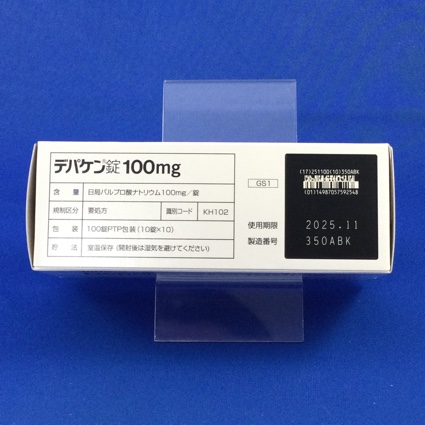 デパケン®錠100mg
含量 日局バルプロ酸ナトリウム100mg/錠
規制区分 要処方 識別コード KH102
包装 100錠PTP包装(10錠×10)
貯法 室温保存(開封後は湿気を避けてください)
GS1
使用期限
製造番号
(17)251100(10)350ABK
(01)14987057592548
2025.11
350ABK